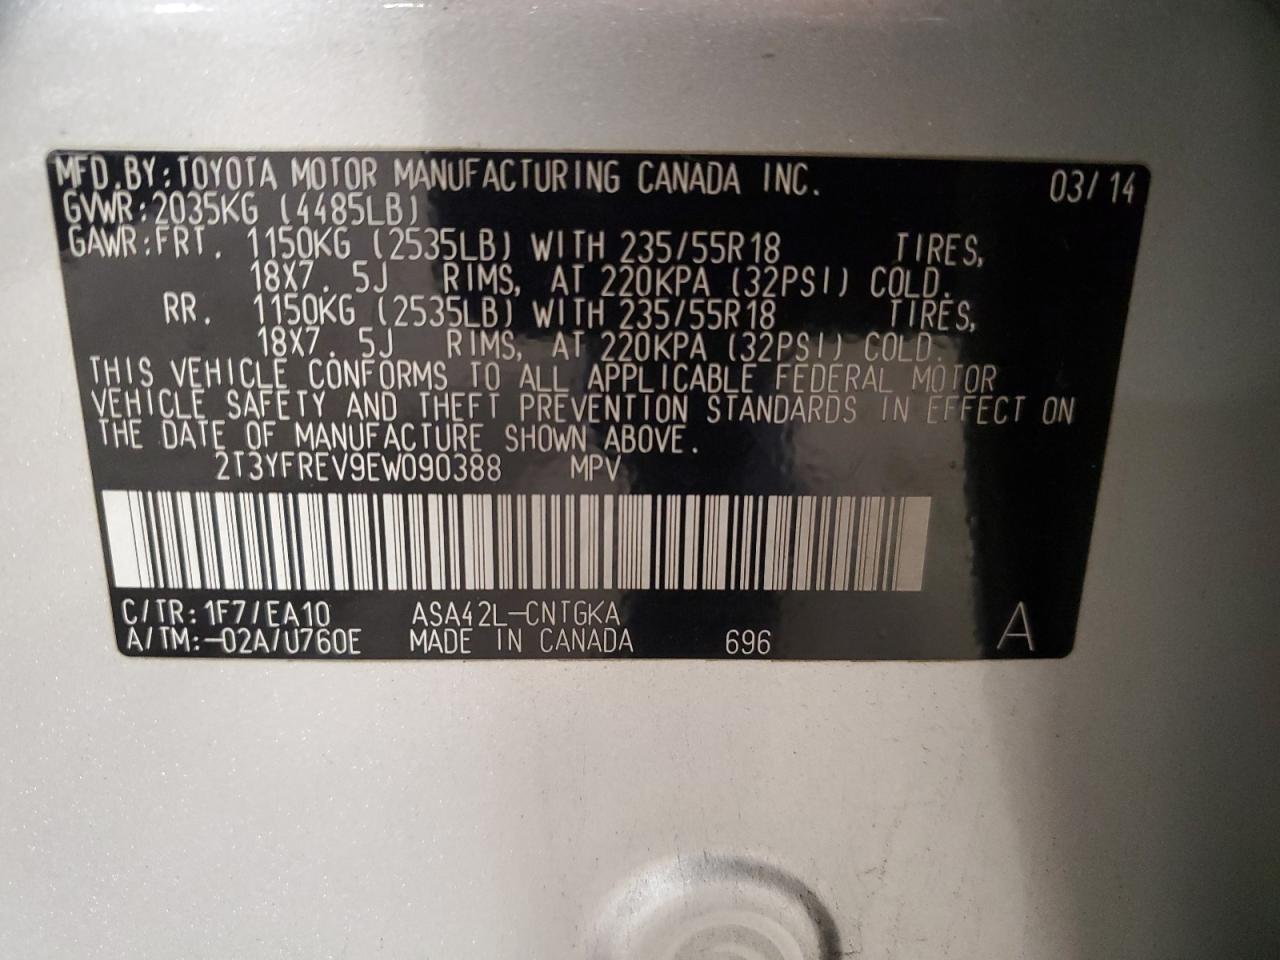 MFD.BY:TOYOTA MOTOR MANUFACTURING CANADA INC. 03/14
GVWR:2035KG (4485LB)
GAWR:FRT. 1150KG (2535LB) WITH 235/55R18 TIRES,
18X7.5J RIMS, AT 220KPA (32PSI) COLD.
RR. 1150KG (2535LB) WITH 235/55R18 TIRES,
18X7.5J RIMS, AT 220KPA (32PSI) COLD.
THIS VEHICLE CONFORMS TO ALL APPLICABLE FEDERAL MOTOR
VEHICLE SAFETY AND THEFT PREVENTION STANDARDS IN EFFECT ON
THE DATE OF MANUFACTURE SHOWN ABOVE.
2T3YFREV9EW090388 MPV
C/TR: 1F7/EA10 ASA42L-CNTGKA
A/TM:-02A/U760E MADE IN CANADA 696 A